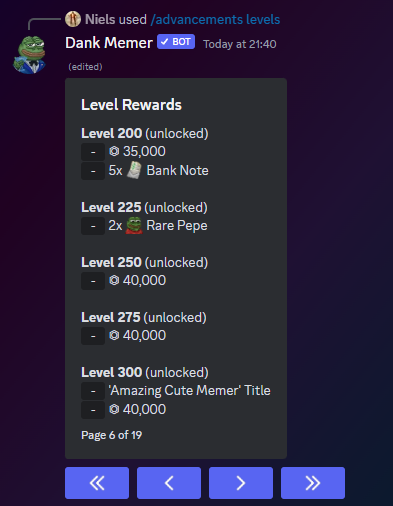 Niels used /advancements levels
Dank Memer ✓ BOT Today at 21:40
(edited)
Level Rewards
Level 200 (unlocked)
- 35,000
- 5x Bank Note
Level 225 (unlocked)
- 2x Rare Pepe
Level 250 (unlocked)
- 40,000
Level 275 (unlocked)
- 40,000
Level 300 (unlocked)
- 'Amazing Cute Memer' Title
- 40,000
Page 6 of 19